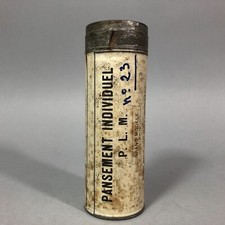 PANSEMENT INDIVIDUEL
P. L. M. nº 23